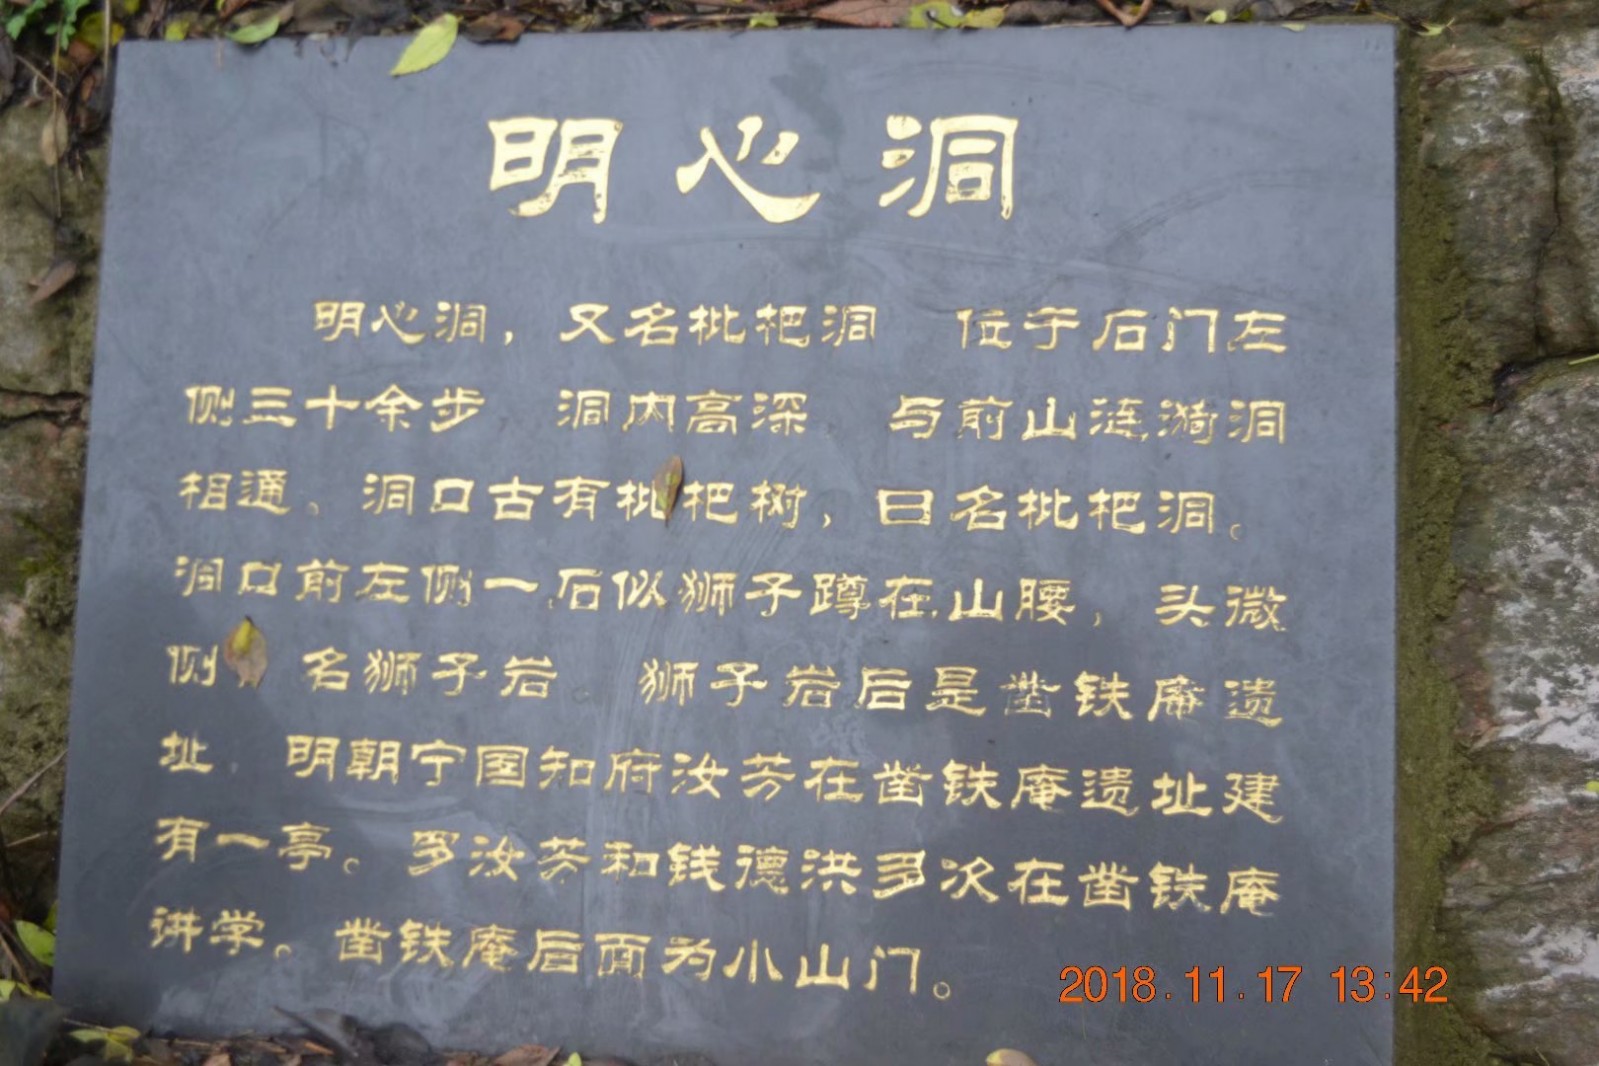 明心洞
明心洞，又名枇杷洞 位于石门左
侧三十余步 洞内高深 与前山涟漪洞
相通。洞口古有枇杷树，曰名枇杷洞。
洞口前左侧一石似狮子蹲在山腰，头微
侧，名狮子岩。狮子岩后是凿铁庵遗
址 明朝宁国知府汝芳在凿铁庵遗址建
有一亭。罗汝芳和钱德洪多次在凿铁庵
讲学。凿铁庵后面为小山门。
2018.11.17 13:42